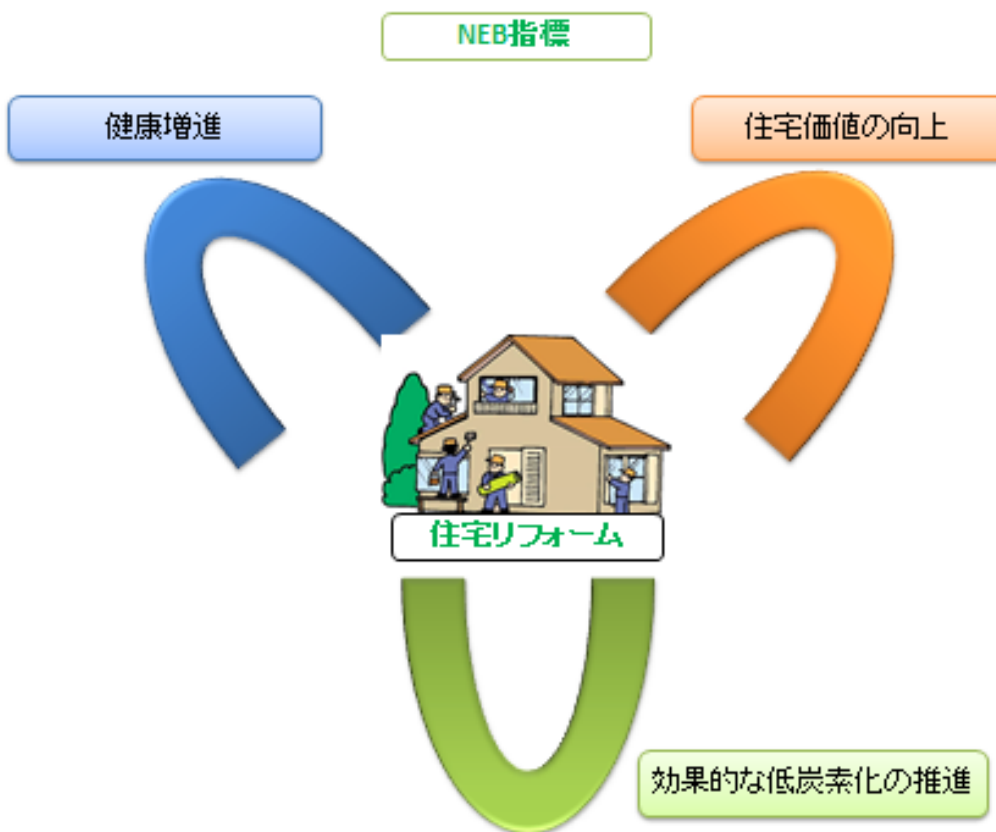 NEB指標
健康増進
住宅価値の向上
住宅リフォーム
効果的な低炭素化の推進